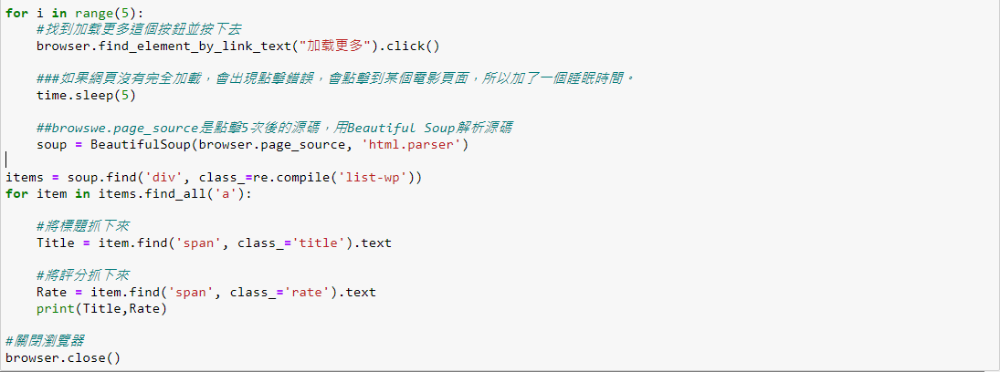 for i in range(5):
    #找到加载更多這個按鈕並按下去
    browser.find_element_by_link_text("加载更多").click()
    ###如果網頁沒有完全加載，會出現點擊錯誤，會點擊到某個電影頁面，所以加了一個睡眠時間。
    time.sleep(5)
    ##browswe.page_source是點擊5次後的源碼，用Beautiful Soup解析源碼
    soup = BeautifulSoup(browser.page_source, 'html.parser')
items = soup.find('div', class_=re.compile('list-wp'))
for item in items.find_all('a'):
    #將標題抓下來
    Title = item.find('span', class_='title').text
    #將評分抓下來
    Rate = item.find('span', class_='rate').text
    print(Title,Rate)
#關閉瀏覽器
browser.close()